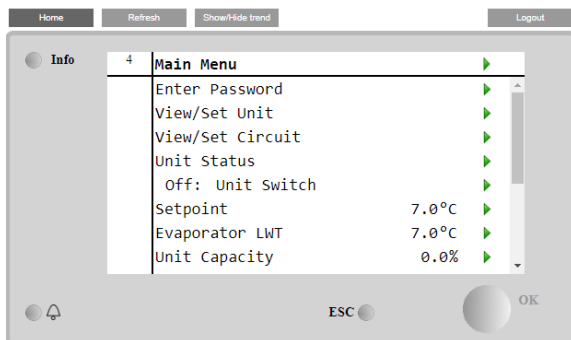 Home Refresh Show/Hide trend Logout
Info
4 Main Menu
Enter Password
View/Set Unit
View/Set Circuit
Unit Status
Off: Unit Switch
Setpoint 7.0°C
Evaporator LWT 7.0°C
Unit Capacity 0.0%
ESC OK